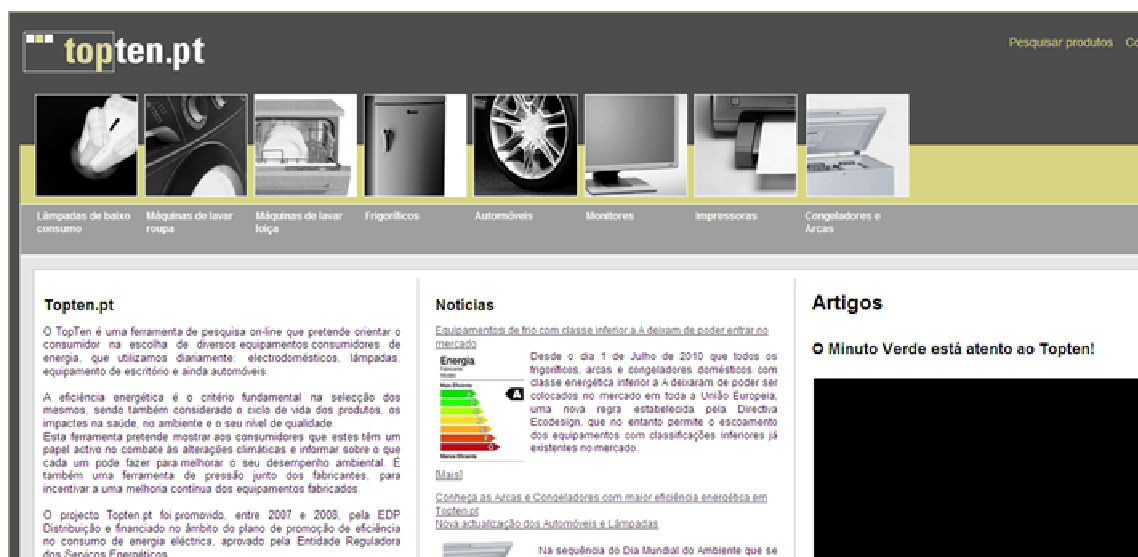 topten.pt
Pesquisar produtos
Lâmpadas de baixo
consumo
Máquinas de lavar
roupa
Máquinas de lavar
loiça
Frigoríficos
Automóveis
Monitores
Impressoras
Congeladores e
Arcas
Topten.pt
O TopTen é uma ferramenta de pesquisa on-line que pretende orientar o
consumidor na escolha de diversos equipamentos consumidores de
energia, que utilizamos diariamente: electrodomésticos, lâmpadas,
equipamento de escritório e ainda automóveis.
A eficiência energética é o critério fundamental na selecção dos
mesmos, sendo também considerado o ciclo de vida dos produtos, os
impactes na saúde, no ambiente e o seu nível de qualidade.
Esta ferramenta pretende mostrar aos consumidores que estes têm um
papel activo no combate às alterações climáticas e informar sobre o que
cada um pode fazer para melhorar o seu desempenho ambiental. É
também uma ferramenta de pressão junto dos fabricantes, para
incentivar a uma melhoria contínua dos equipamentos fabricados.
O projecto Topten.pt foi promovido, entre 2007 e 2008, pela EDP
Distribuição e financiado no âmbito do plano de promoção de eficiência
no consumo de energia eléctrica, aprovado pela Entidade Reguladora
dos Serviços Energéticos
Notícias
Equipamentos de frio com classe inferior a A deixam de poder entrar no
mercado
Energia
Fabricante
Modelo
Mais Eficiente
A
Menos Eficiente
Desde o dia 1 de Julho de 2010 que todos os
frigoríficos, arcas e congeladores domésticos com
classe energética inferior a A deixaram de poder ser
colocados no mercado em toda a União Europeia,
uma nova regra estabelecida pela Directiva
Ecodesign, que no entanto permite o escoamento
dos equipamentos com classificações inferiores já
existentes no mercado.
[Mais]
Conheça as Arcas e Congeladores com maior eficiência energética em
Topten.pt
Nova actualização dos Automóveis e Lâmpadas
Na sequência do Dia Mundial do Ambiente que se
Artigos
O Minuto Verde está atento ao Topten!